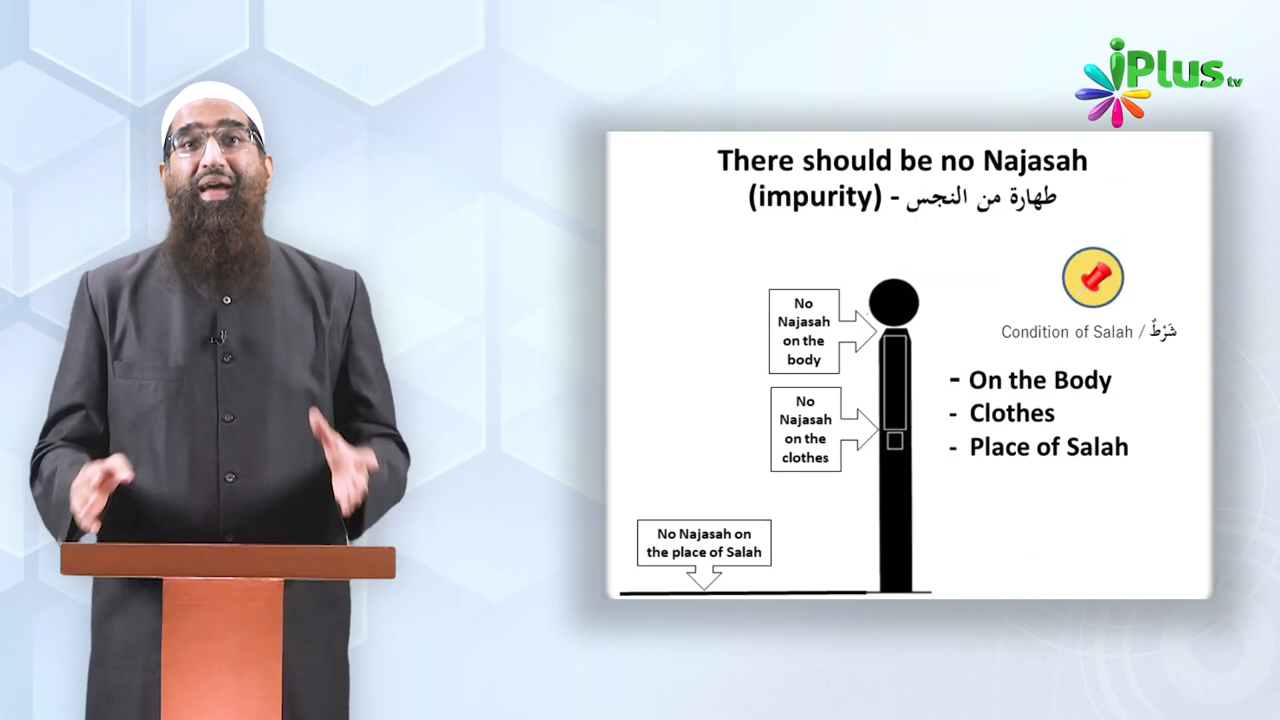 iPlus tv
There should be no Najasah
(impurity) - طهارة من النجس
No
Najasah
on the
body
Condition of Salah / شَرْطٌ
- On the Body
- Clothes
- Place of Salah
No
Najasah
on the
clothes
No Najasah on
the place of Salah